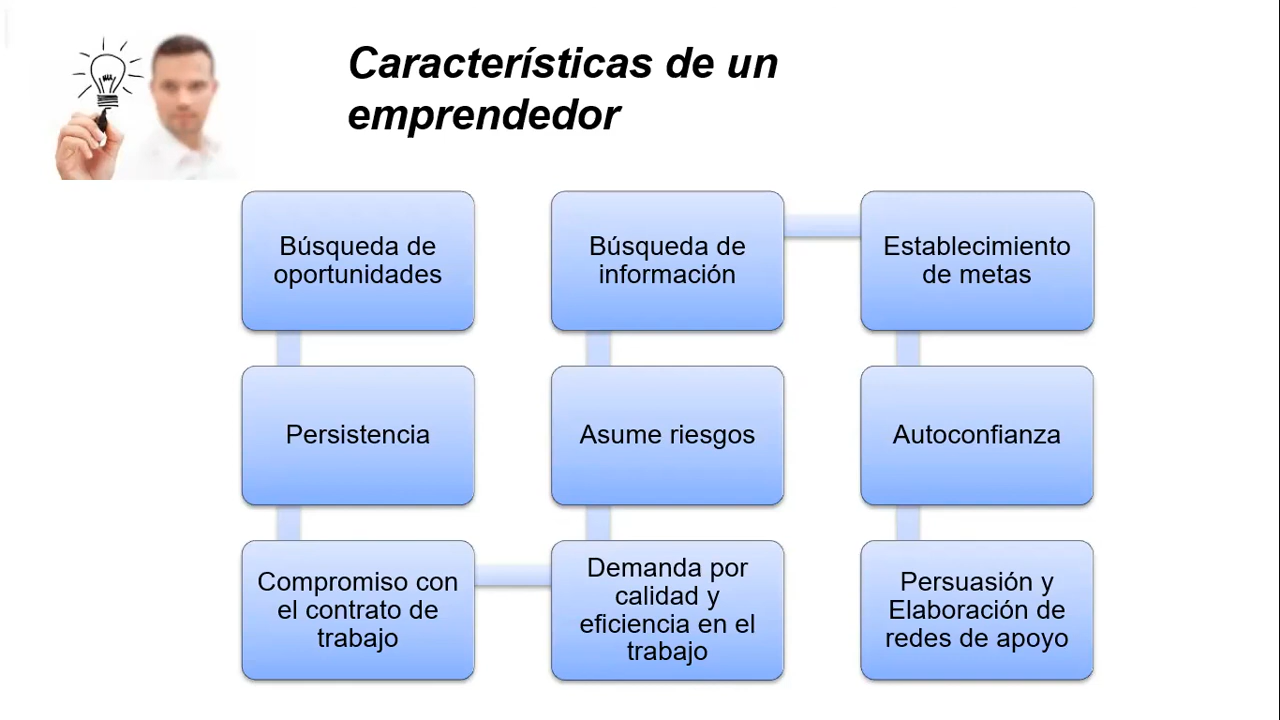 Características de un
emprendedor
Búsqueda de
oportunidades
Persistencia
Compromiso con
el contrato de
trabajo
Demanda por
calidad y
eficiencia en el
trabajo
Asume riesgos
Búsqueda de
información
Establecimiento
de metas
Autoconfianza
Persuasión y
Elaboración de
redes de apoyo